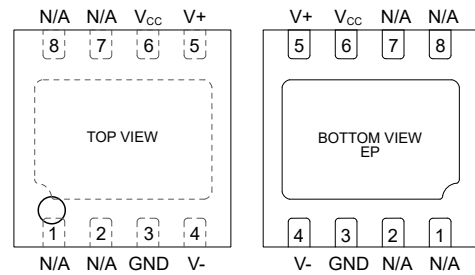 N/A N/A VCC V+
8 7 6 5
TOP VIEW
1 2 3 4
N/A N/A GND V-
V+ VCC N/A N/A
5 6 7 8
BOTTOM VIEW
EP
4 3 2 1
V- GND N/A N/A